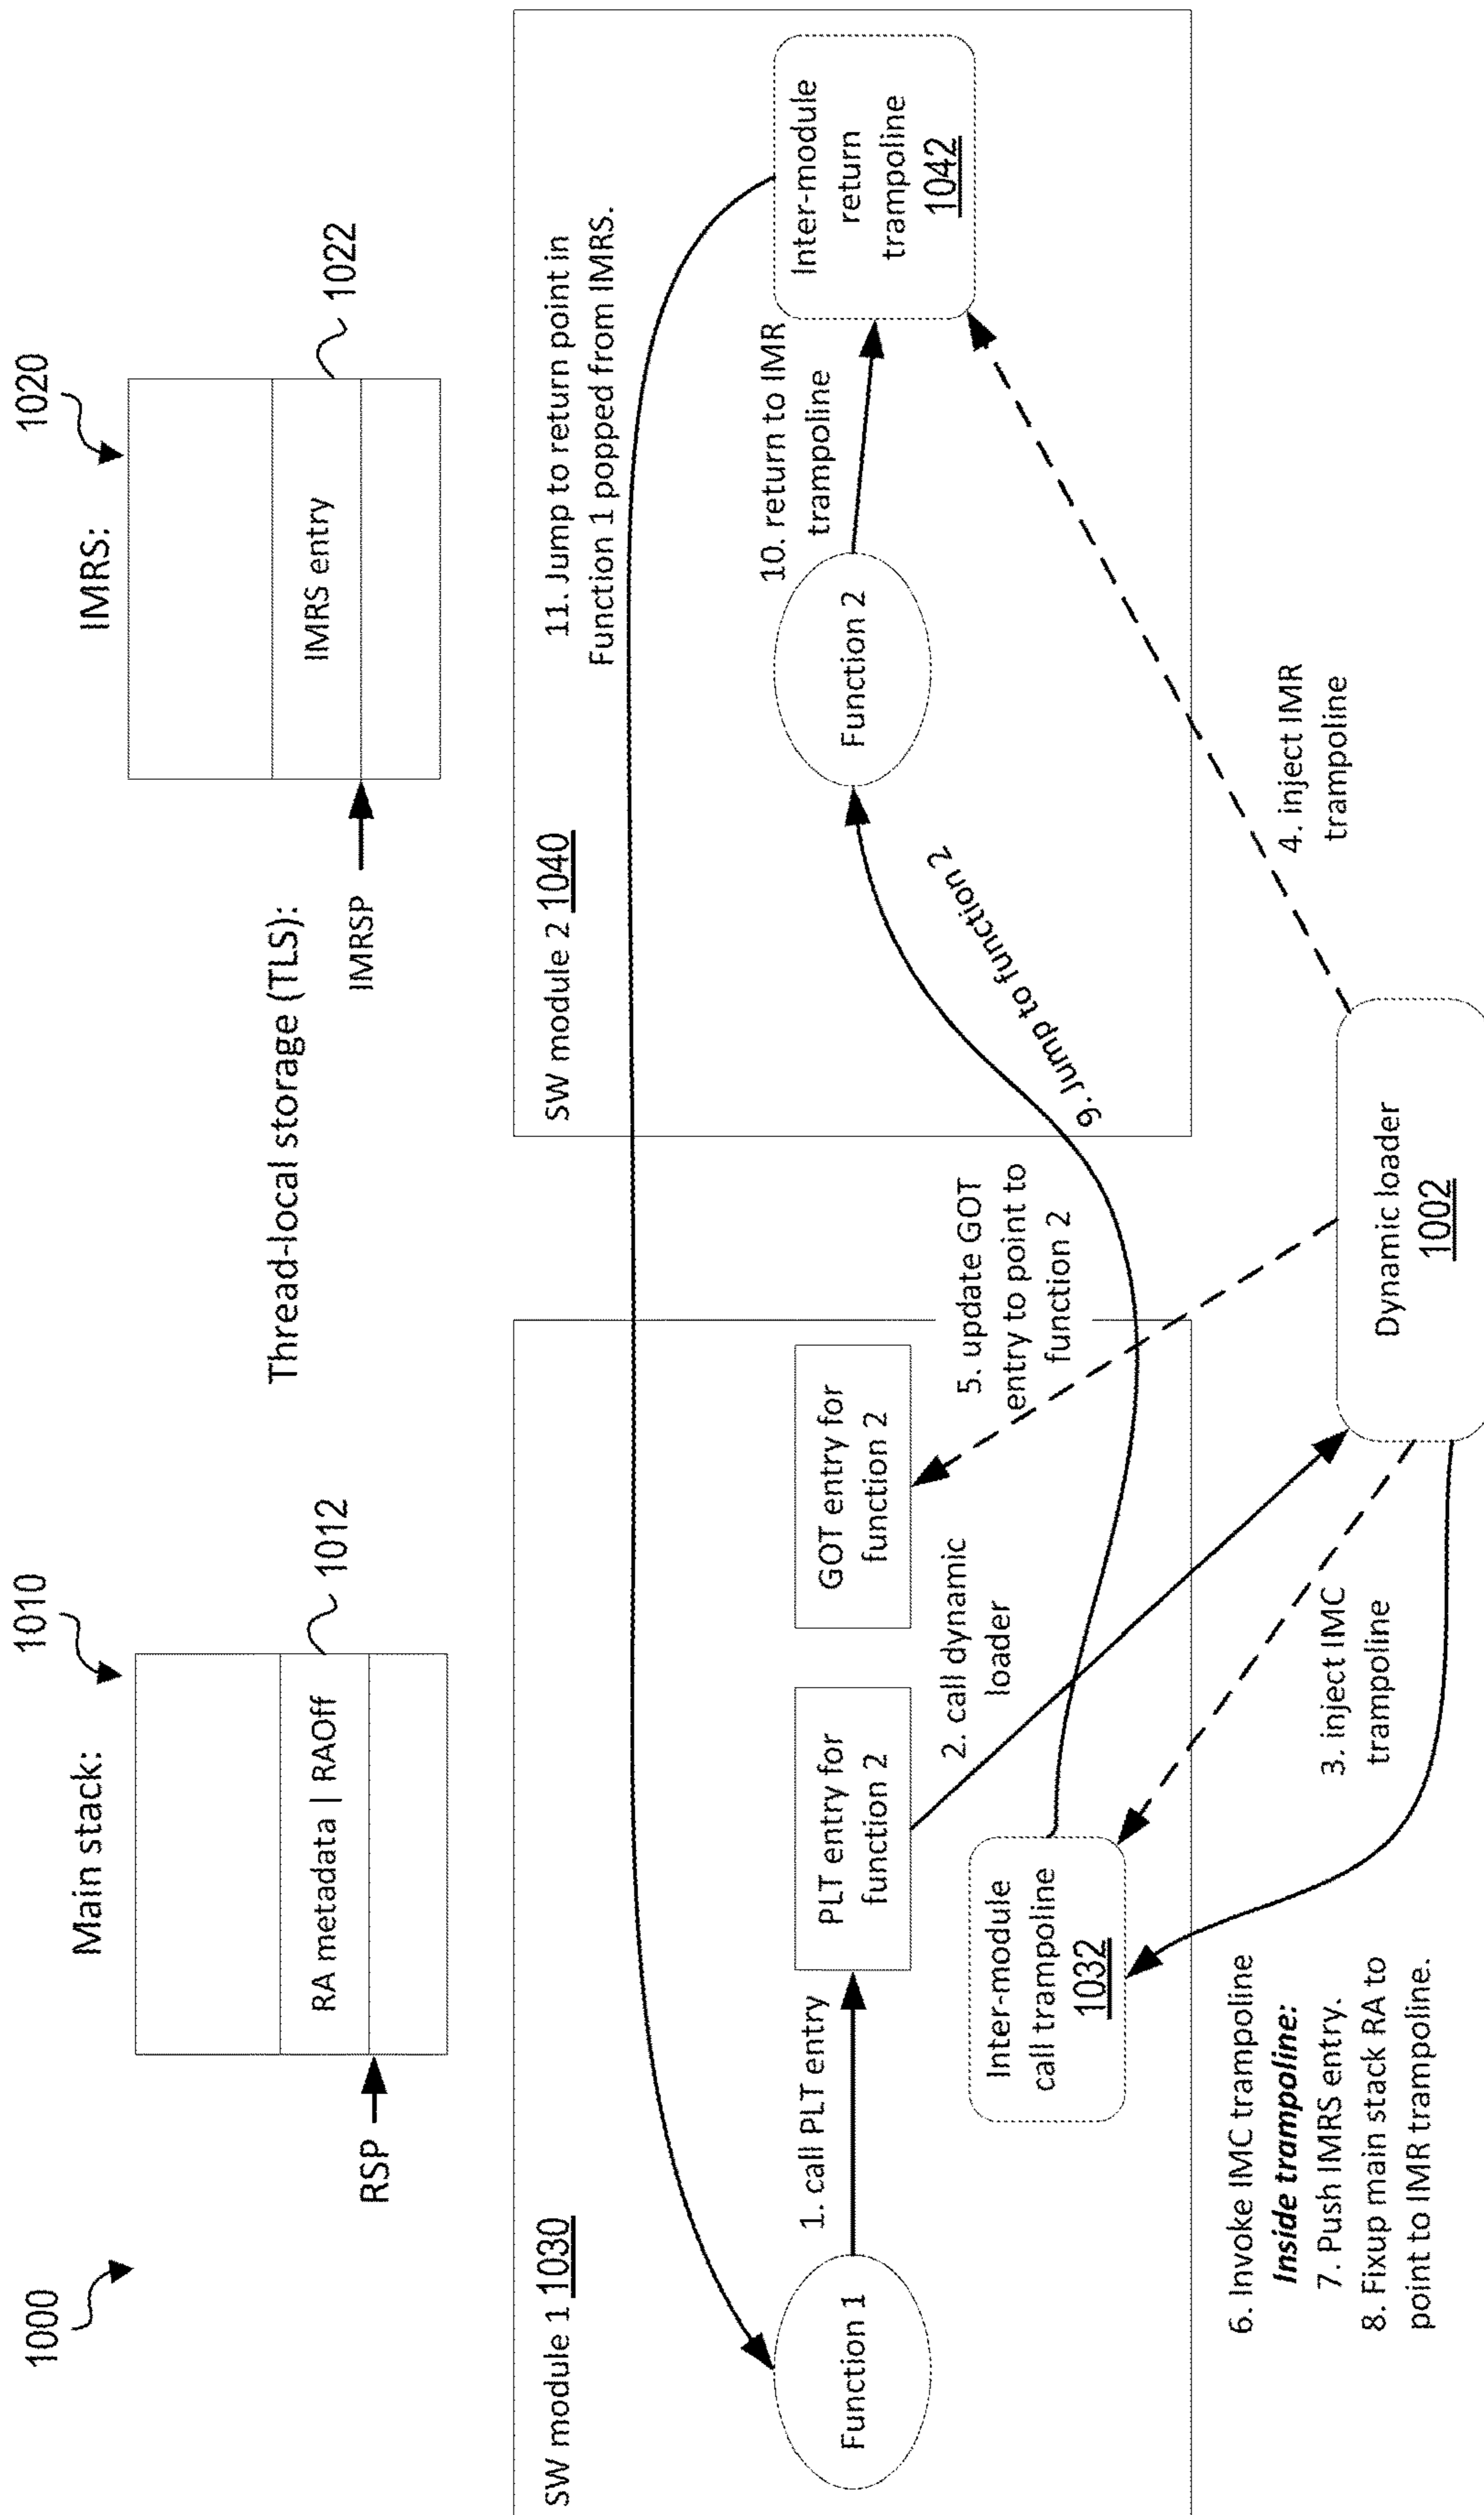 1000
Main stack:
1010
RA metadata | RAOff
1012
RSP
Thread-local storage (TLS):
IMRS:
1020
IMRS entry
1022
IMRSP
SW module 1 1030
Function 1
1. call PLT entry
PLT entry for
function 2
GOT entry for
function 2
2. call dynamic
loader
Inter-module
call trampoline
1032
5. update GOT
entry to point to
function 2
SW module 2 1040
11. Jump to return point in
Function 1 popped from IMRS.
Function 2
10. return to IMR
trampoline
Inter-module
return
trampoline
1042
9. Jump to function 2
3. inject IMC
trampoline
4. inject IMR
trampoline
Dynamic loader
1002
6. Invoke IMC trampoline
Inside trampoline:
7. Push IMRS entry.
8. Fixup main stack RA to
point to IMR trampoline.